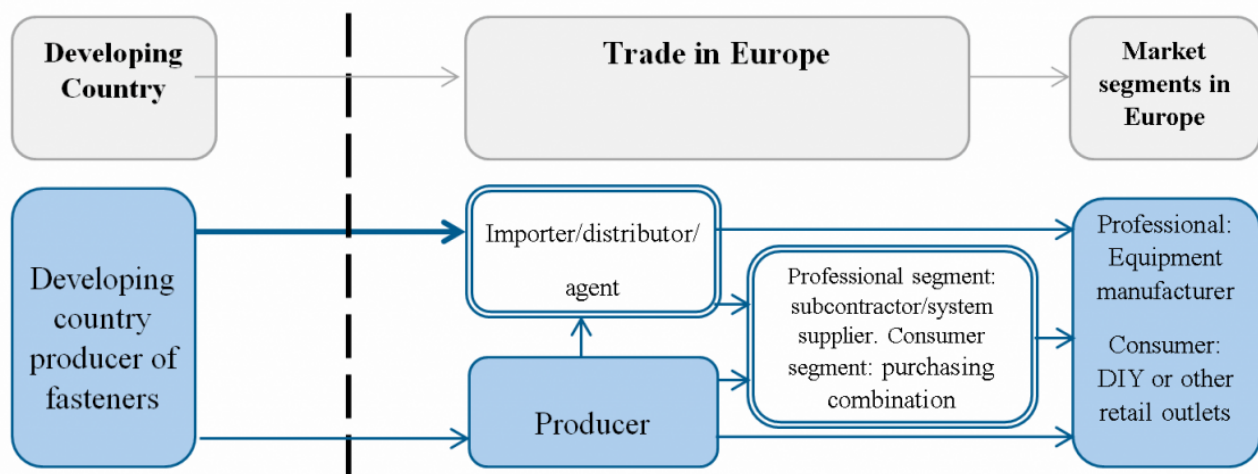 Developing
Country
Trade in Europe
Market
segments in
Europe
Developing
country
producer of
fasteners
Importer/distributor/
agent
Producer
Professional segment:
subcontractor/system
supplier. Consumer
segment: purchasing
combination
Professional:
Equipment
manufacturer
Consumer:
DIY or other
retail outlets